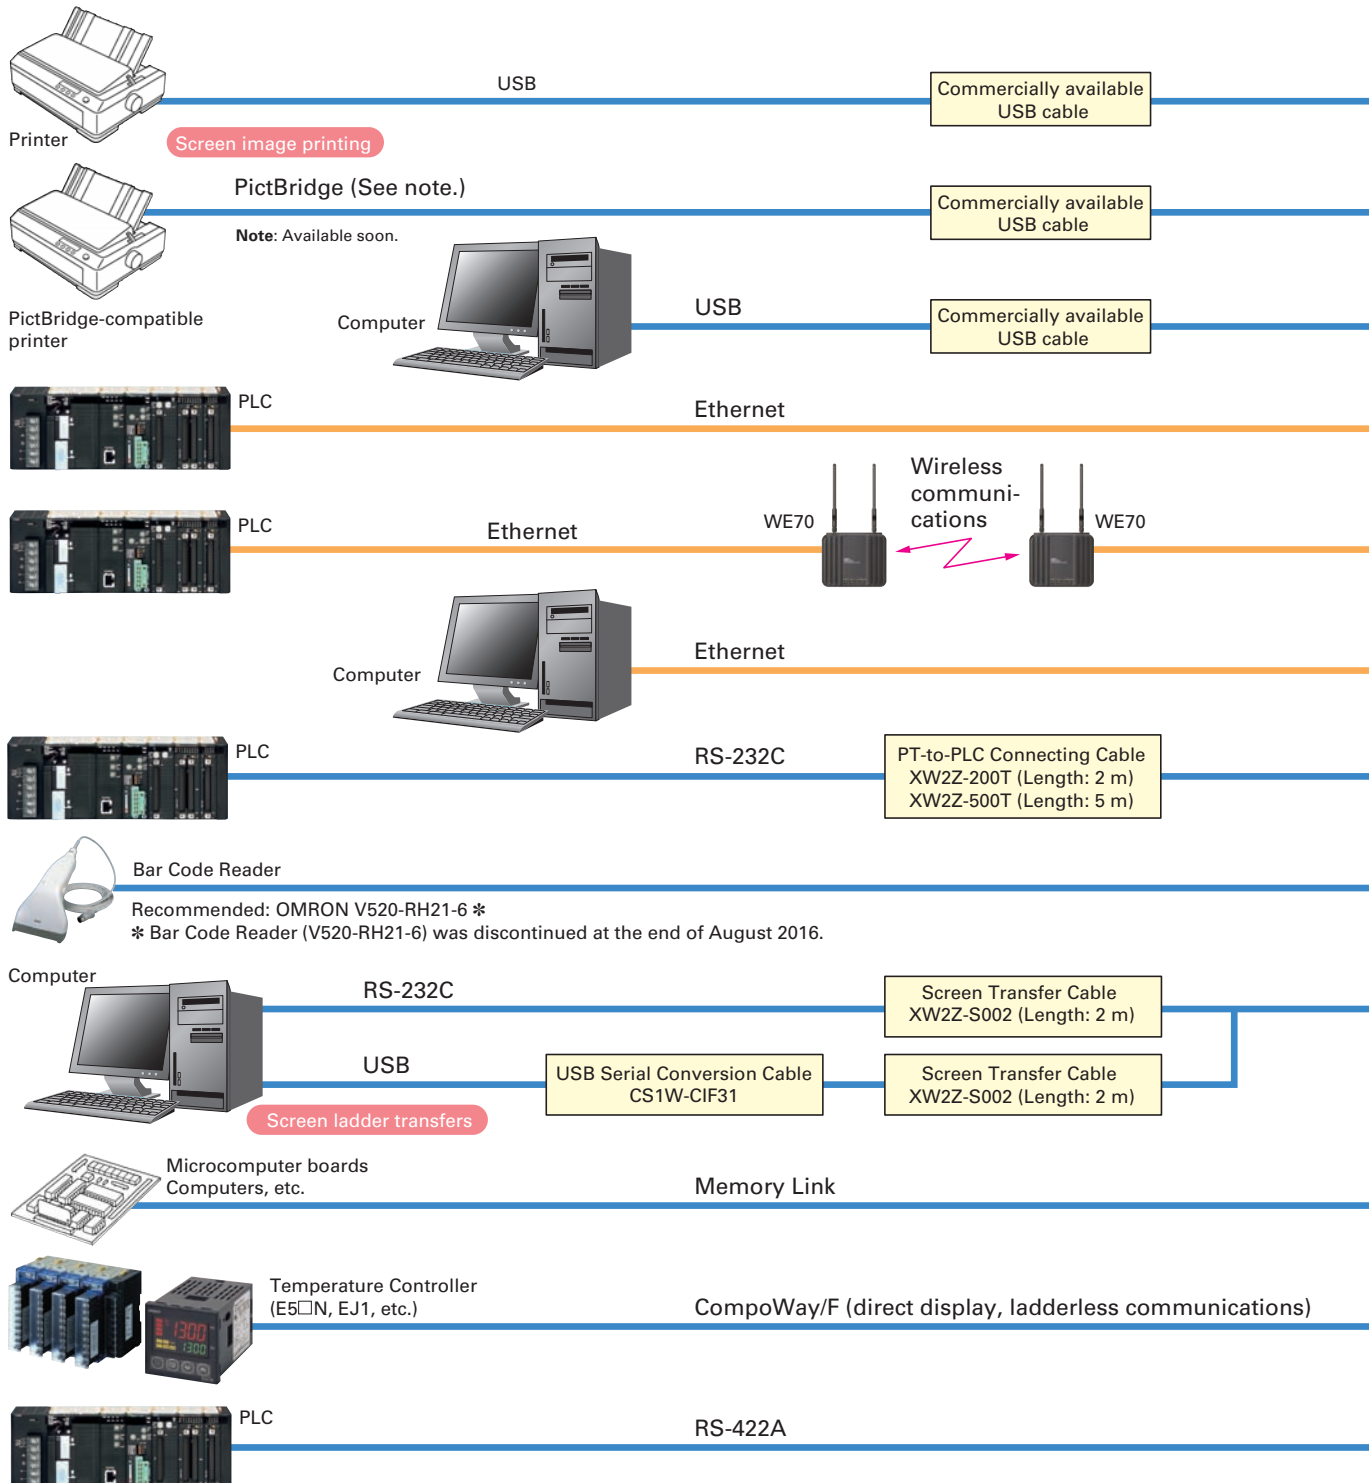 USB
Commercially available
USB cable
Printer
Screen image printing
PictBridge (See note.)
Commercially available
USB cable
Note: Available soon.
PictBridge-compatible
printer
Computer
USB
Commercially available
USB cable
PLC
Ethernet
PLC
Ethernet
WE70
Wireless
communi-
cations
WE70
Computer
Ethernet
PLC
RS-232C
PT-to-PLC Connecting Cable
XW2Z-200T (Length: 2 m)
XW2Z-500T (Length: 5 m)
Bar Code Reader
Recommended: OMRON V520-RH21-6 ✻
✻ Bar Code Reader (V520-RH21-6) was discontinued at the end of August 2016.
Computer
RS-232C
Screen Transfer Cable
XW2Z-S002 (Length: 2 m)
USB
USB Serial Conversion Cable
CS1W-CIF31
Screen Transfer Cable
XW2Z-S002 (Length: 2 m)
Screen ladder transfers
Microcomputer boards
Computers, etc.
Memory Link
Temperature Controller
(E5□N, EJ1, etc.)
1300
1300
CompoWay/F (direct display, ladderless communications)
PLC
RS-422A